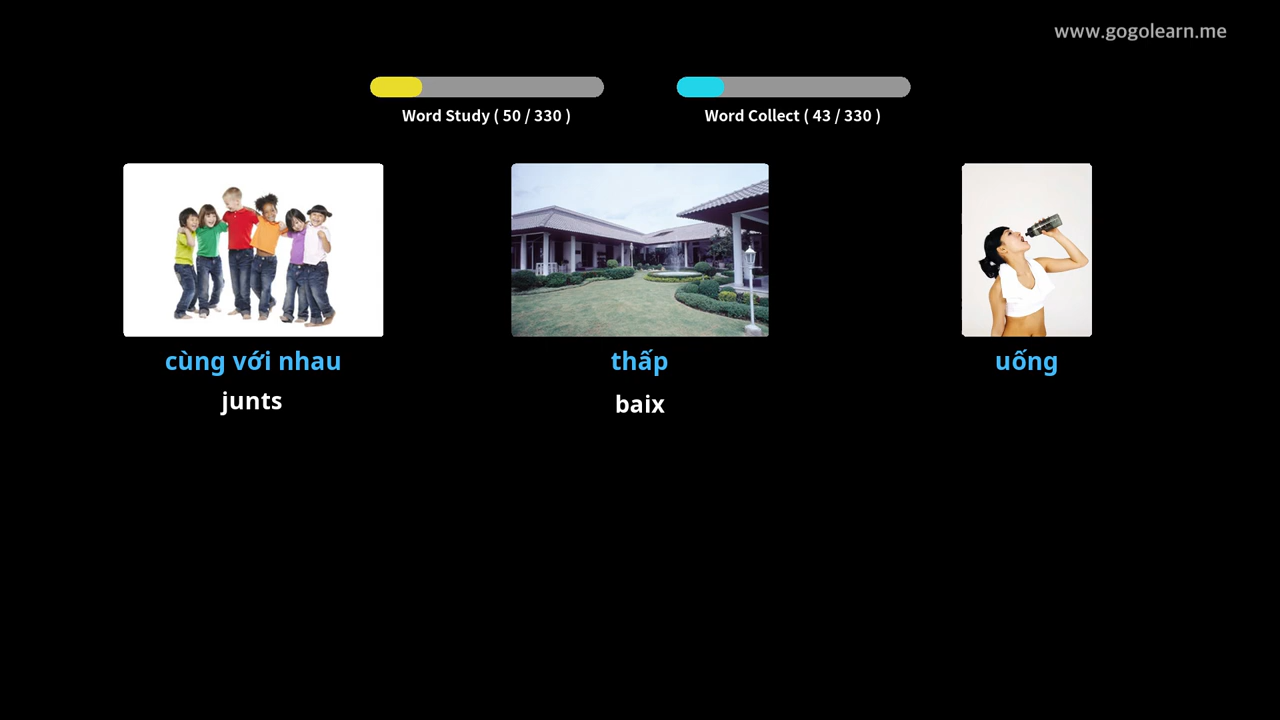 www.gogolearn.me
Word Study ( 50 / 330 )
Word Collect ( 43 / 330 )
cùng với nhau
junts
thấp
baix
uống